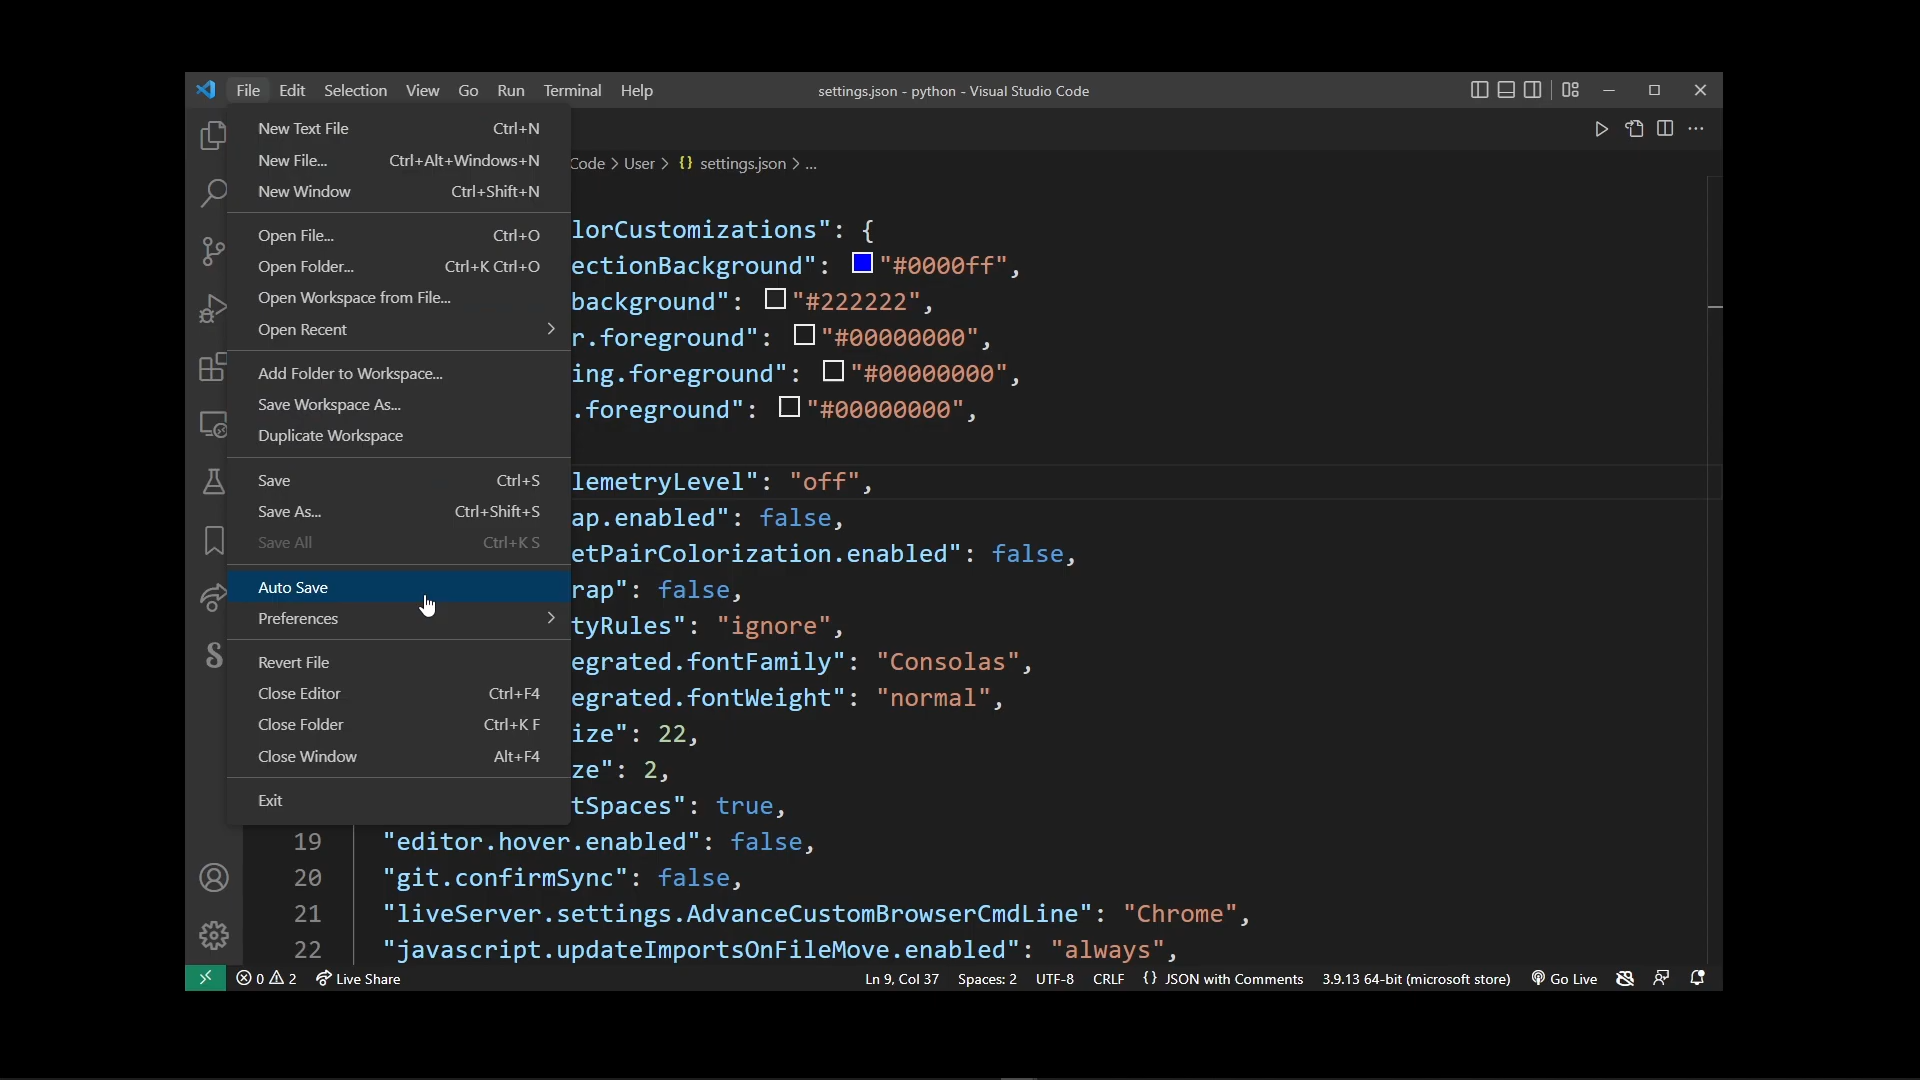 File Edit Selection View Go Run Terminal Help
settings.json - python - Visual Studio Code
New Text File Ctrl+N
New File... Ctrl+Alt+Windows+N
New Window Ctrl+Shift+N
Open File... Ctrl+O
Open Folder... Ctrl+K Ctrl+O
Open Workspace from File...
Open Recent
Add Folder to Workspace...
Save Workspace As...
Duplicate Workspace
Save Ctrl+S
Save As... Ctrl+Shift+S
Save All Ctrl+K S
Auto Save
Preferences
Revert File
Close Editor Ctrl+F4
Close Folder Ctrl+K F
Close Window Alt+F4
Exit
Code > User > {} settings.json > ...
lorCustomizations": {
ectionBackground": "#0000ff",
background": "#222222",
r.foreground": "#00000000",
ing.foreground": "#00000000",
.foreground": "#00000000",
lemetryLevel": "off",
ap.enabled": false,
etPairColorization.enabled": false,
rap": false,
tyRules": "ignore",
egrated.fontFamily": "Consolas",
egrated.fontWeight": "normal",
ize": 22,
ze": 2,
tSpaces": true,
19 "editor.hover.enabled": false,
20 "git.confirmSync": false,
21 "liveServer.settings.AdvanceCustomBrowserCmdLine": "Chrome",
22 "javascript.updateImportsOnFileMove.enabled": "always",
0 2 Live Share
Ln 9, Col 37 Spaces: 2 UTF-8 CRLF {} JSON with Comments 3.9.13 64-bit (microsoft store) Go Live